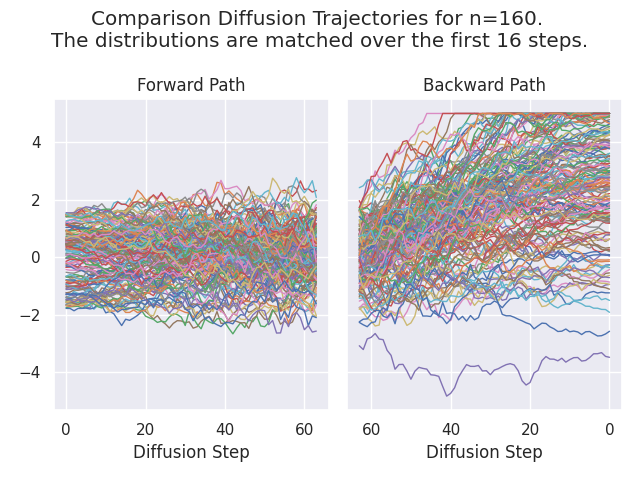 Comparison Diffusion Trajectories for n=160.
The distributions are matched over the first 16 steps.
Forward Path
Backward Path
4
2
0
−2
−4
0 20 40 60
60 40 20 0
Diffusion Step
Diffusion Step